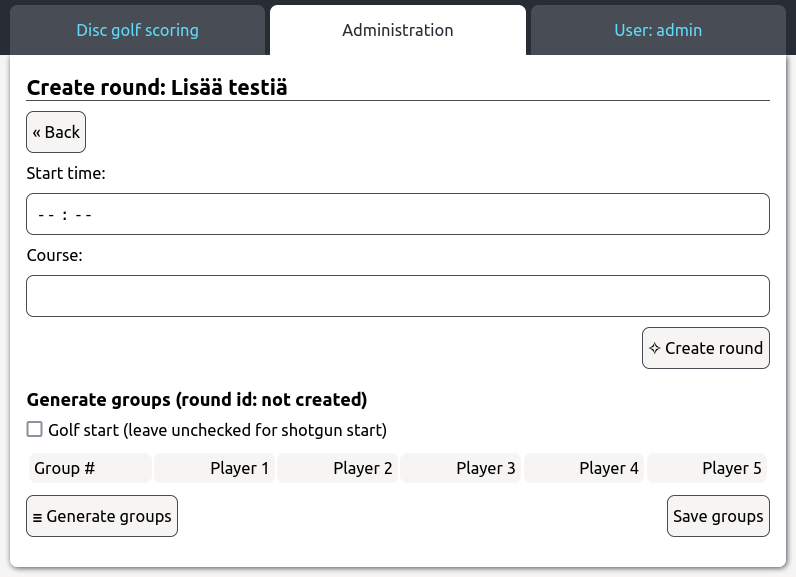 Disc golf scoring Administration User: admin
Create round: Lisää testiä
« Back
Start time:
-- : --
Course:
✧ Create round
Generate groups (round id: not created)
Golf start (leave unchecked for shotgun start)
Group # Player 1 Player 2 Player 3 Player 4 Player 5
≡ Generate groups Save groups